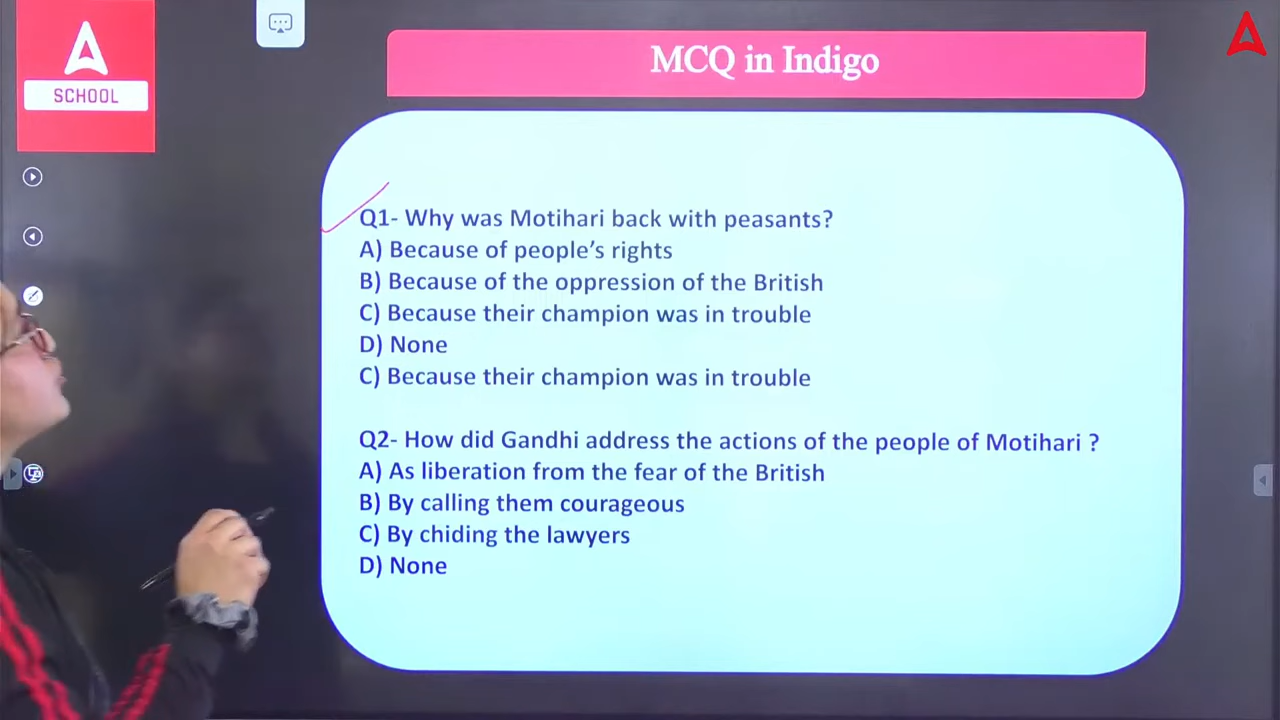 SCHOOL
MCQ in Indigo
Q1- Why was Motihari back with peasants?
A) Because of people’s rights
B) Because of the oppression of the British
C) Because their champion was in trouble
D) None
C) Because their champion was in trouble
Q2- How did Gandhi address the actions of the people of Motihari ?
A) As liberation from the fear of the British
B) By calling them courageous
C) By chiding the lawyers
D) None